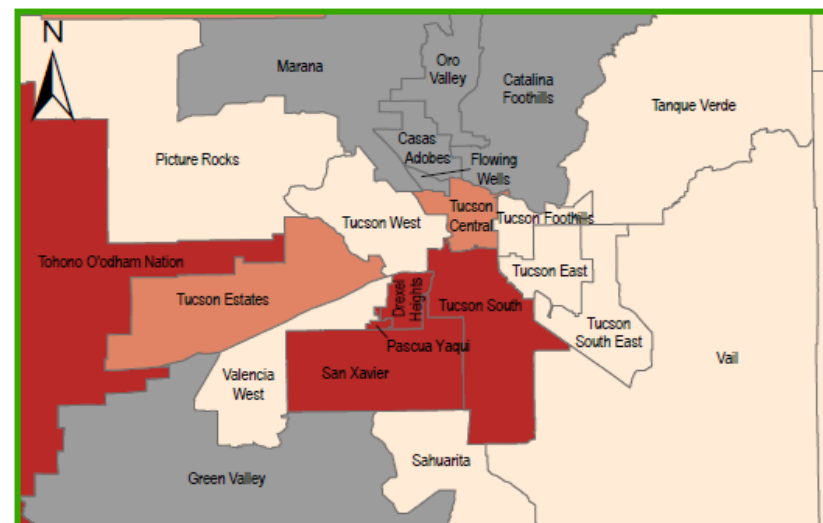 N
Marana
Oro
Valley
Catalina
Foothills
Tanque Verde
Picture Rocks
Casas
Adobes
Flowing
Wells
Tucson West
Tucson
Central
Tucson Foothills
Tohono O'odham Nation
Tucson East
Tucson Estates
Drexel
Heights
Tucson South
Tucson
South East
Pascua Yaqui
Vail
San Xavier
Valencia
West
Sahuarita
Green Valley